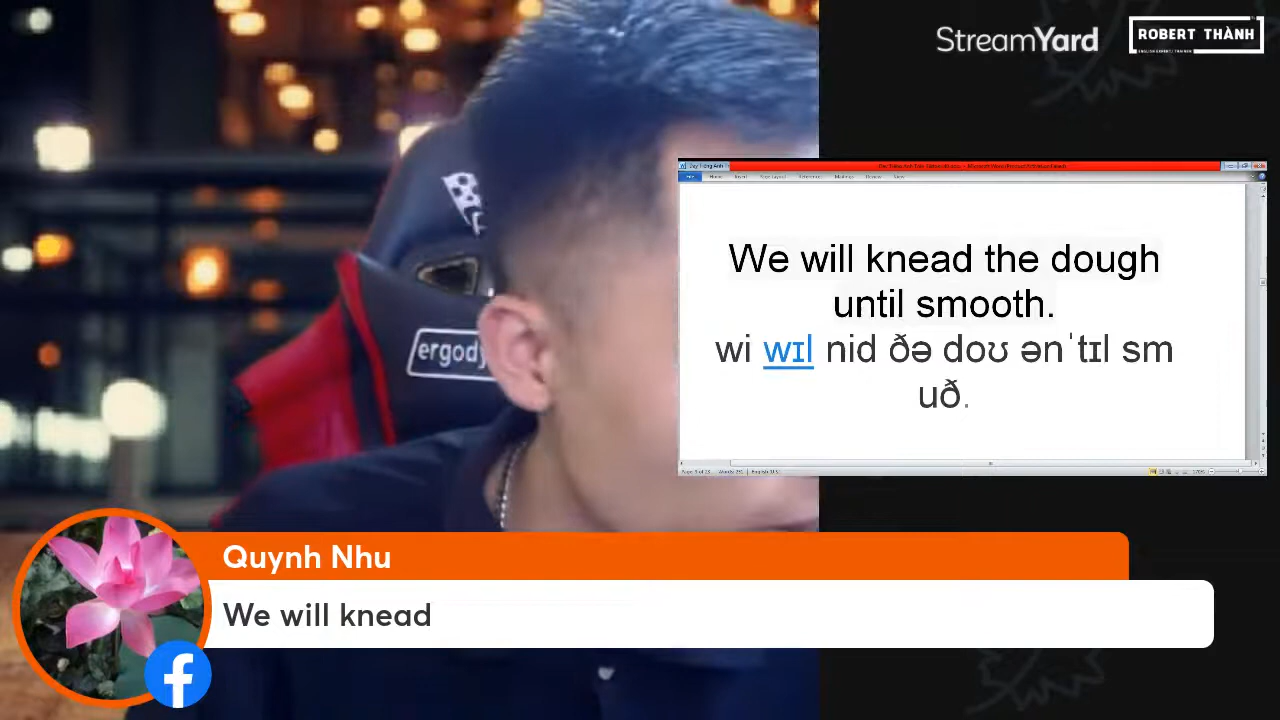 StreamYard
ROBERT THÀNH
ergody
File
We will knead the dough
until smooth.
wi wɪl nid ðə doʊ ənˈtɪl sm
uð.
Quynh Nhu
We will knead